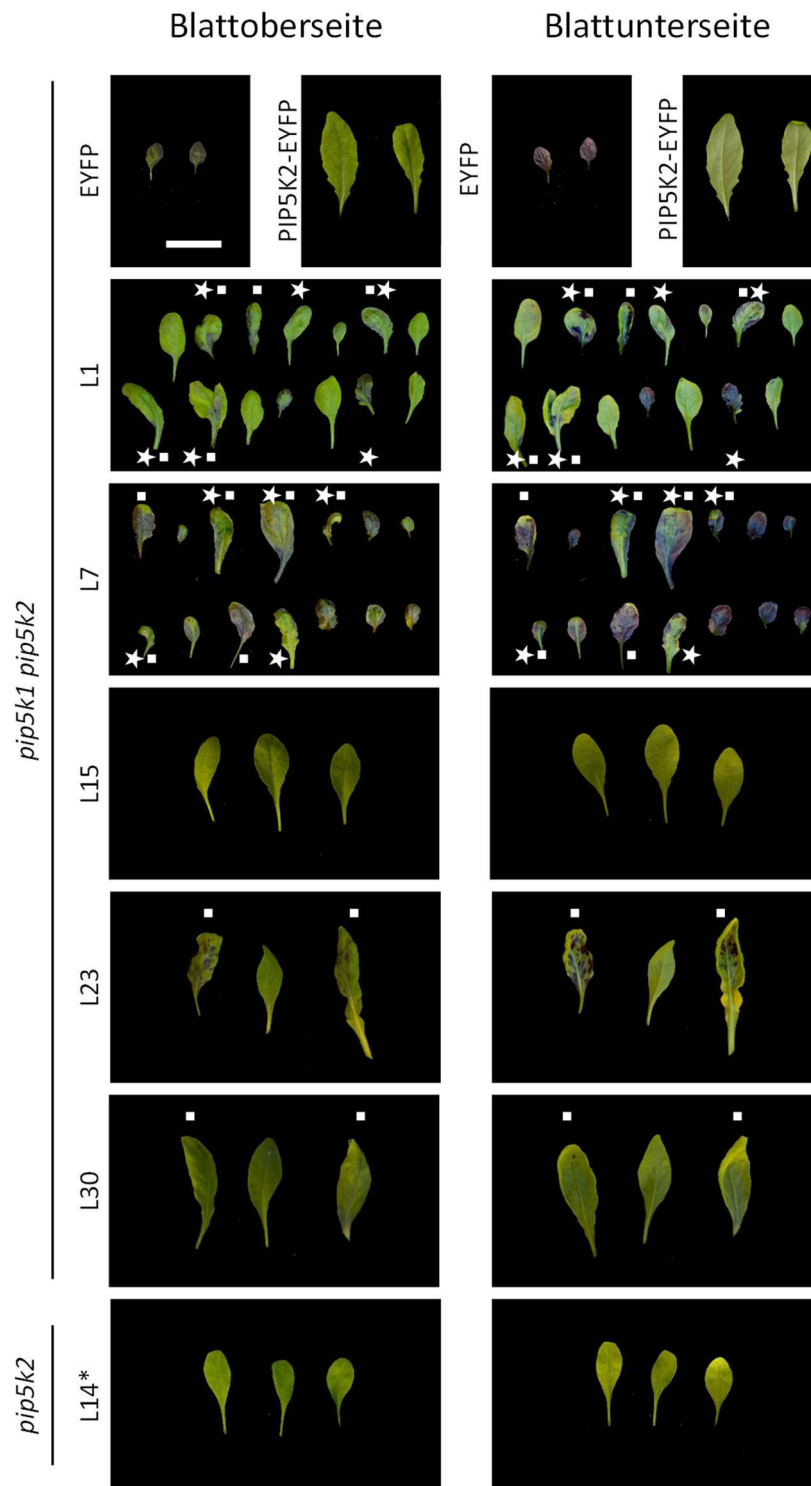 Blattoberseite
Blattunterseite
EYFP
PIP5K2-EYFP
EYFP
PIP5K2-EYFP
L1
L7
pip5k1 pip5k2
L15
L23
L30
pip5k2
L14*